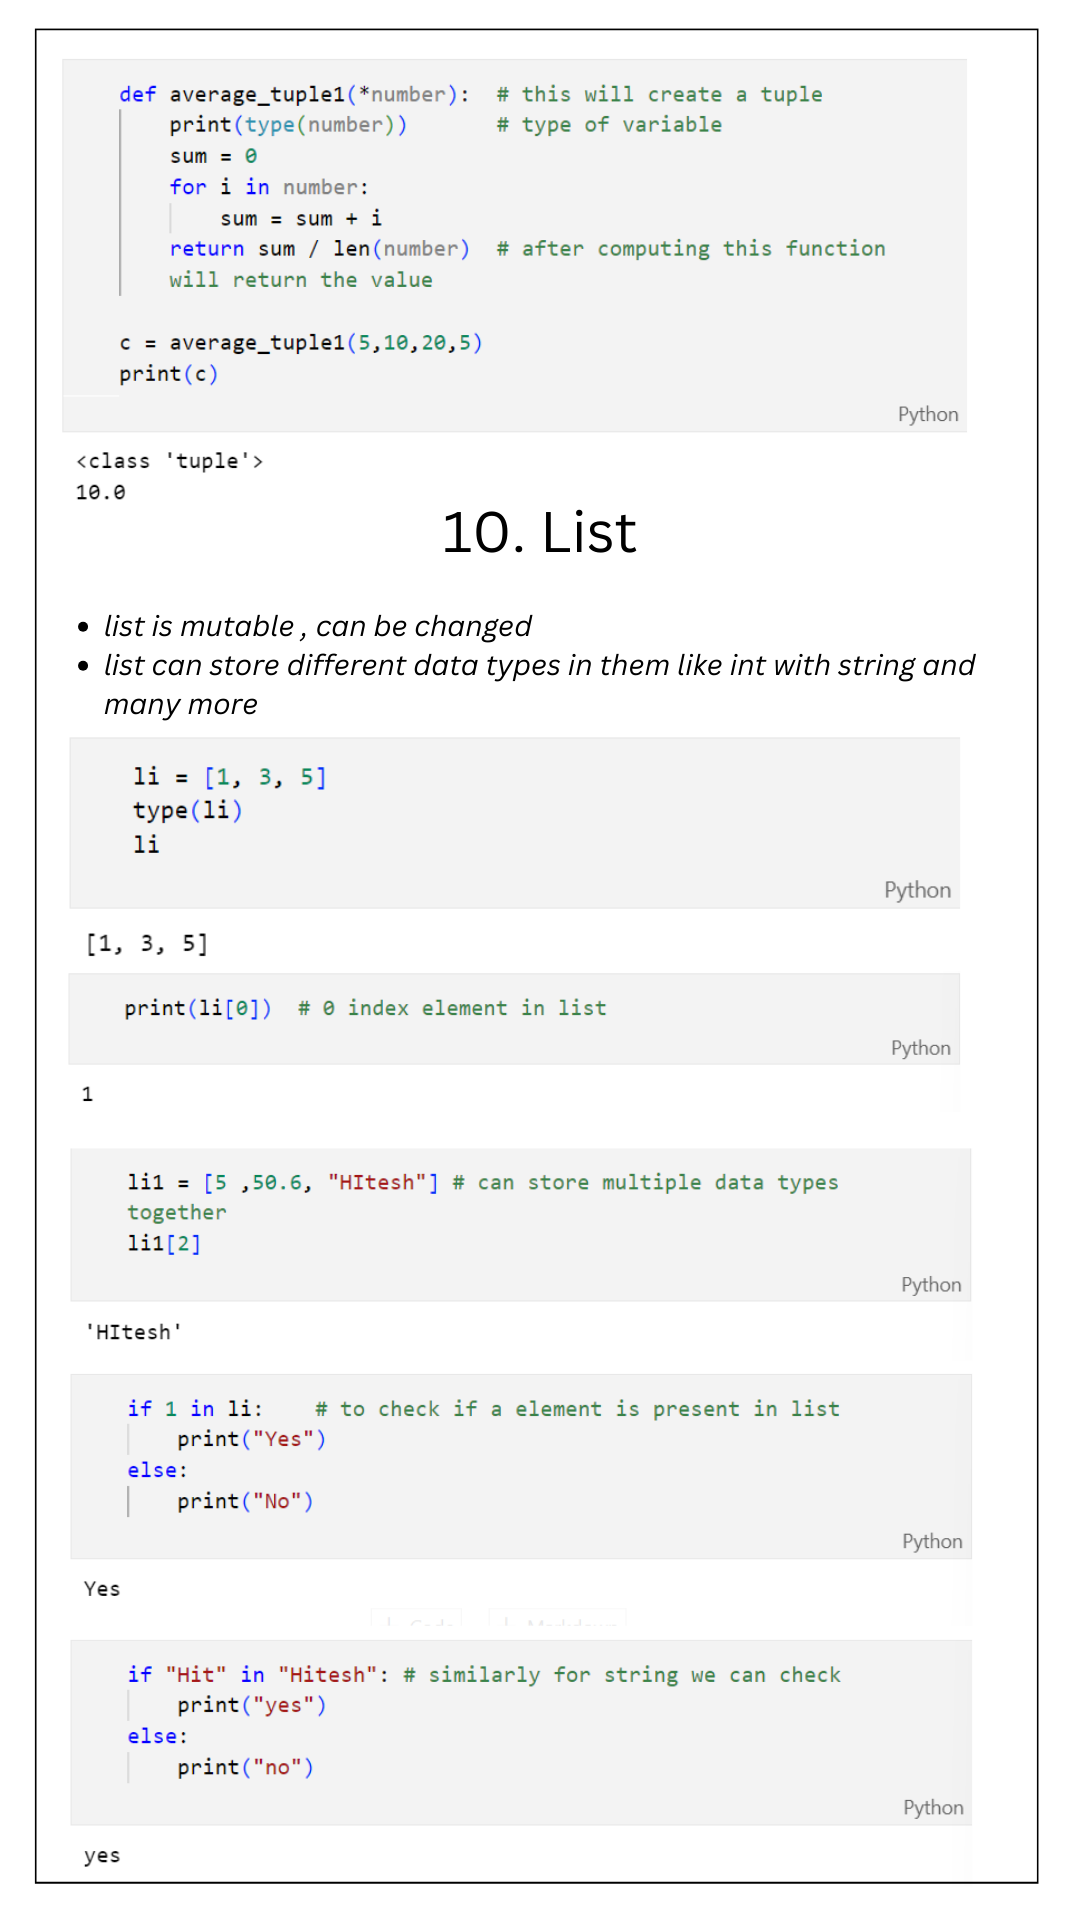 def average_tuple1(*number):  # this will create a tuple
    print(type(number))       # type of variable
    sum = 0
    for i in number:
        sum = sum + i
    return sum / len(number)  # after computing this function
    will return the value
c = average_tuple1(5,10,20,5)
print(c)
Python
<class 'tuple'>
10.0
10. List
• list is mutable , can be changed
• list can store different data types in them like int with string and
many more
li = [1, 3, 5]
type(li)
li
Python
[1, 3, 5]
print(li[0])  # 0 index element in list
Python
1
li1 = [5 ,50.6, "HItesh"] # can store multiple data types
together
li1[2]
Python
'HItesh'
if 1 in li:    # to check if a element is present in list
    print("Yes")
else:
    print("No")
Python
Yes
if "Hit" in "Hitesh": # similarly for string we can check
    print("yes")
else:
    print("no")
Python
yes